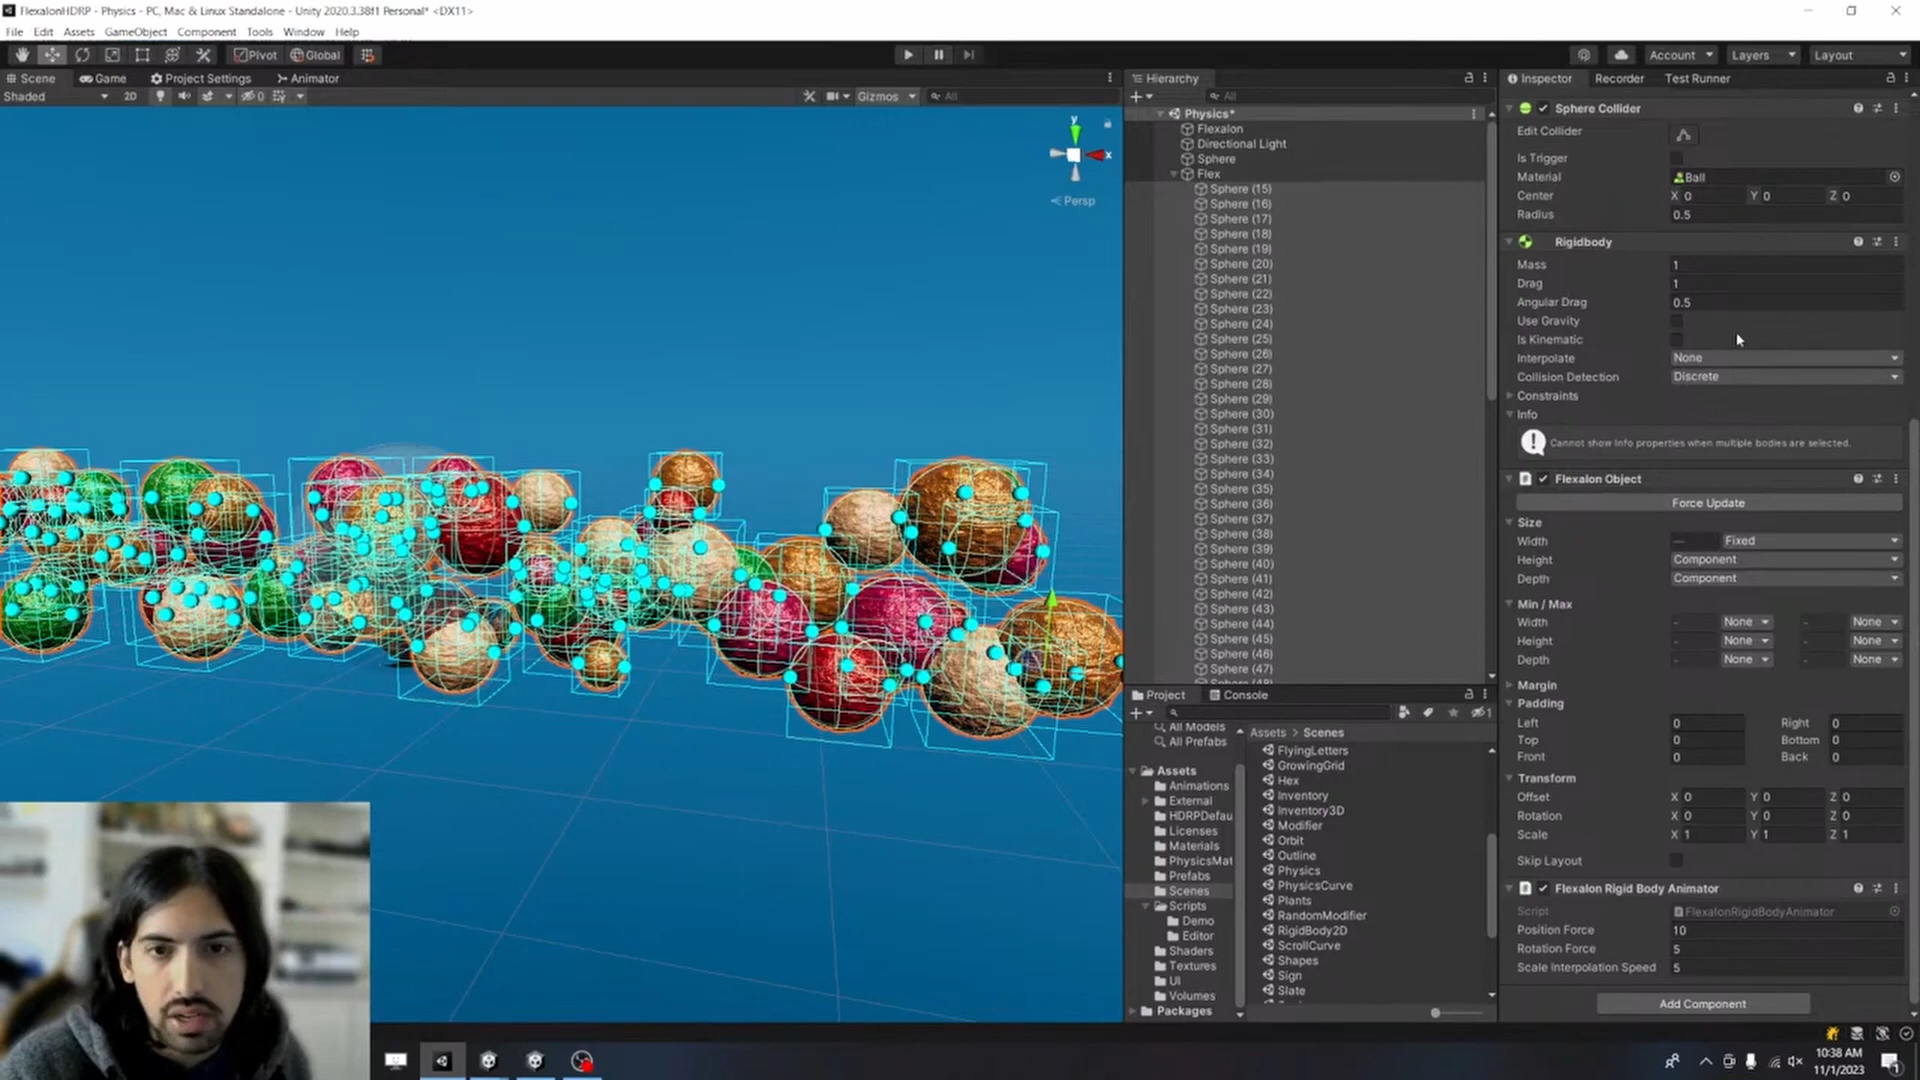 FlexalonHDRP - Physics - PC, Mac & Linux Standalone - Unity 2020.3.38f1 Personal* <DX11>
File Edit Assets GameObject Component Tools Window Help
Pivot Global
Account Layers Layout
Scene Game Project Settings Animator
Shaded 2D 0 Gizmos All
y
x
Persp
Hierarchy
All
Physics*
Flexalon
Directional Light
Sphere
Flex
Sphere (15)
Sphere (16)
Sphere (17)
Sphere (18)
Sphere (19)
Sphere (20)
Sphere (21)
Sphere (22)
Sphere (23)
Sphere (24)
Sphere (25)
Sphere (26)
Sphere (27)
Sphere (28)
Sphere (29)
Sphere (30)
Sphere (31)
Sphere (32)
Sphere (33)
Sphere (34)
Sphere (35)
Sphere (36)
Sphere (37)
Sphere (38)
Sphere (39)
Sphere (40)
Sphere (41)
Sphere (42)
Sphere (43)
Sphere (44)
Sphere (45)
Sphere (46)
Sphere (47)
Project Console
1
All Models
All Prefabs
Assets
Animations
External
HDRPDefau
Licenses
Materials
PhysicsMat
Prefabs
Scenes
Scripts
Demo
Editor
Shaders
Textures
UI
Volumes
Packages
Assets > Scenes
FlyingLetters
GrowingGrid
Hex
Inventory
Inventory3D
Modifier
Orbit
Outline
Physics
PhysicsCurve
Plants
RandomModifier
RigidBody2D
ScrollCurve
Shapes
Sign
Slate
Inspector Recorder Test Runner
Sphere Collider
Edit Collider
Is Trigger
Material Ball
Center X 0 Y 0 Z 0
Radius 0.5
Rigidbody
Mass 1
Drag 1
Angular Drag 0.5
Use Gravity
Is Kinematic
Interpolate None
Collision Detection Discrete
Constraints
Info
Cannot show Info properties when multiple bodies are selected.
Flexalon Object
Force Update
Size
Width — Fixed
Height Component
Depth Component
Min / Max
Width - None - None
Height - None - None
Depth - None - None
Margin
Padding
Left 0 Right 0
Top 0 Bottom 0
Front 0 Back 0
Transform
Offset X 0 Y 0 Z 0
Rotation X 0 Y 0 Z 0
Scale X 1 Y 1 Z 1
Skip Layout
Flexalon Rigid Body Animator
Script FlexalonRigidBodyAnimator
Position Force 10
Rotation Force 5
Scale Interpolation Speed 5
Add Component
10:38 AM
11/1/2023
1